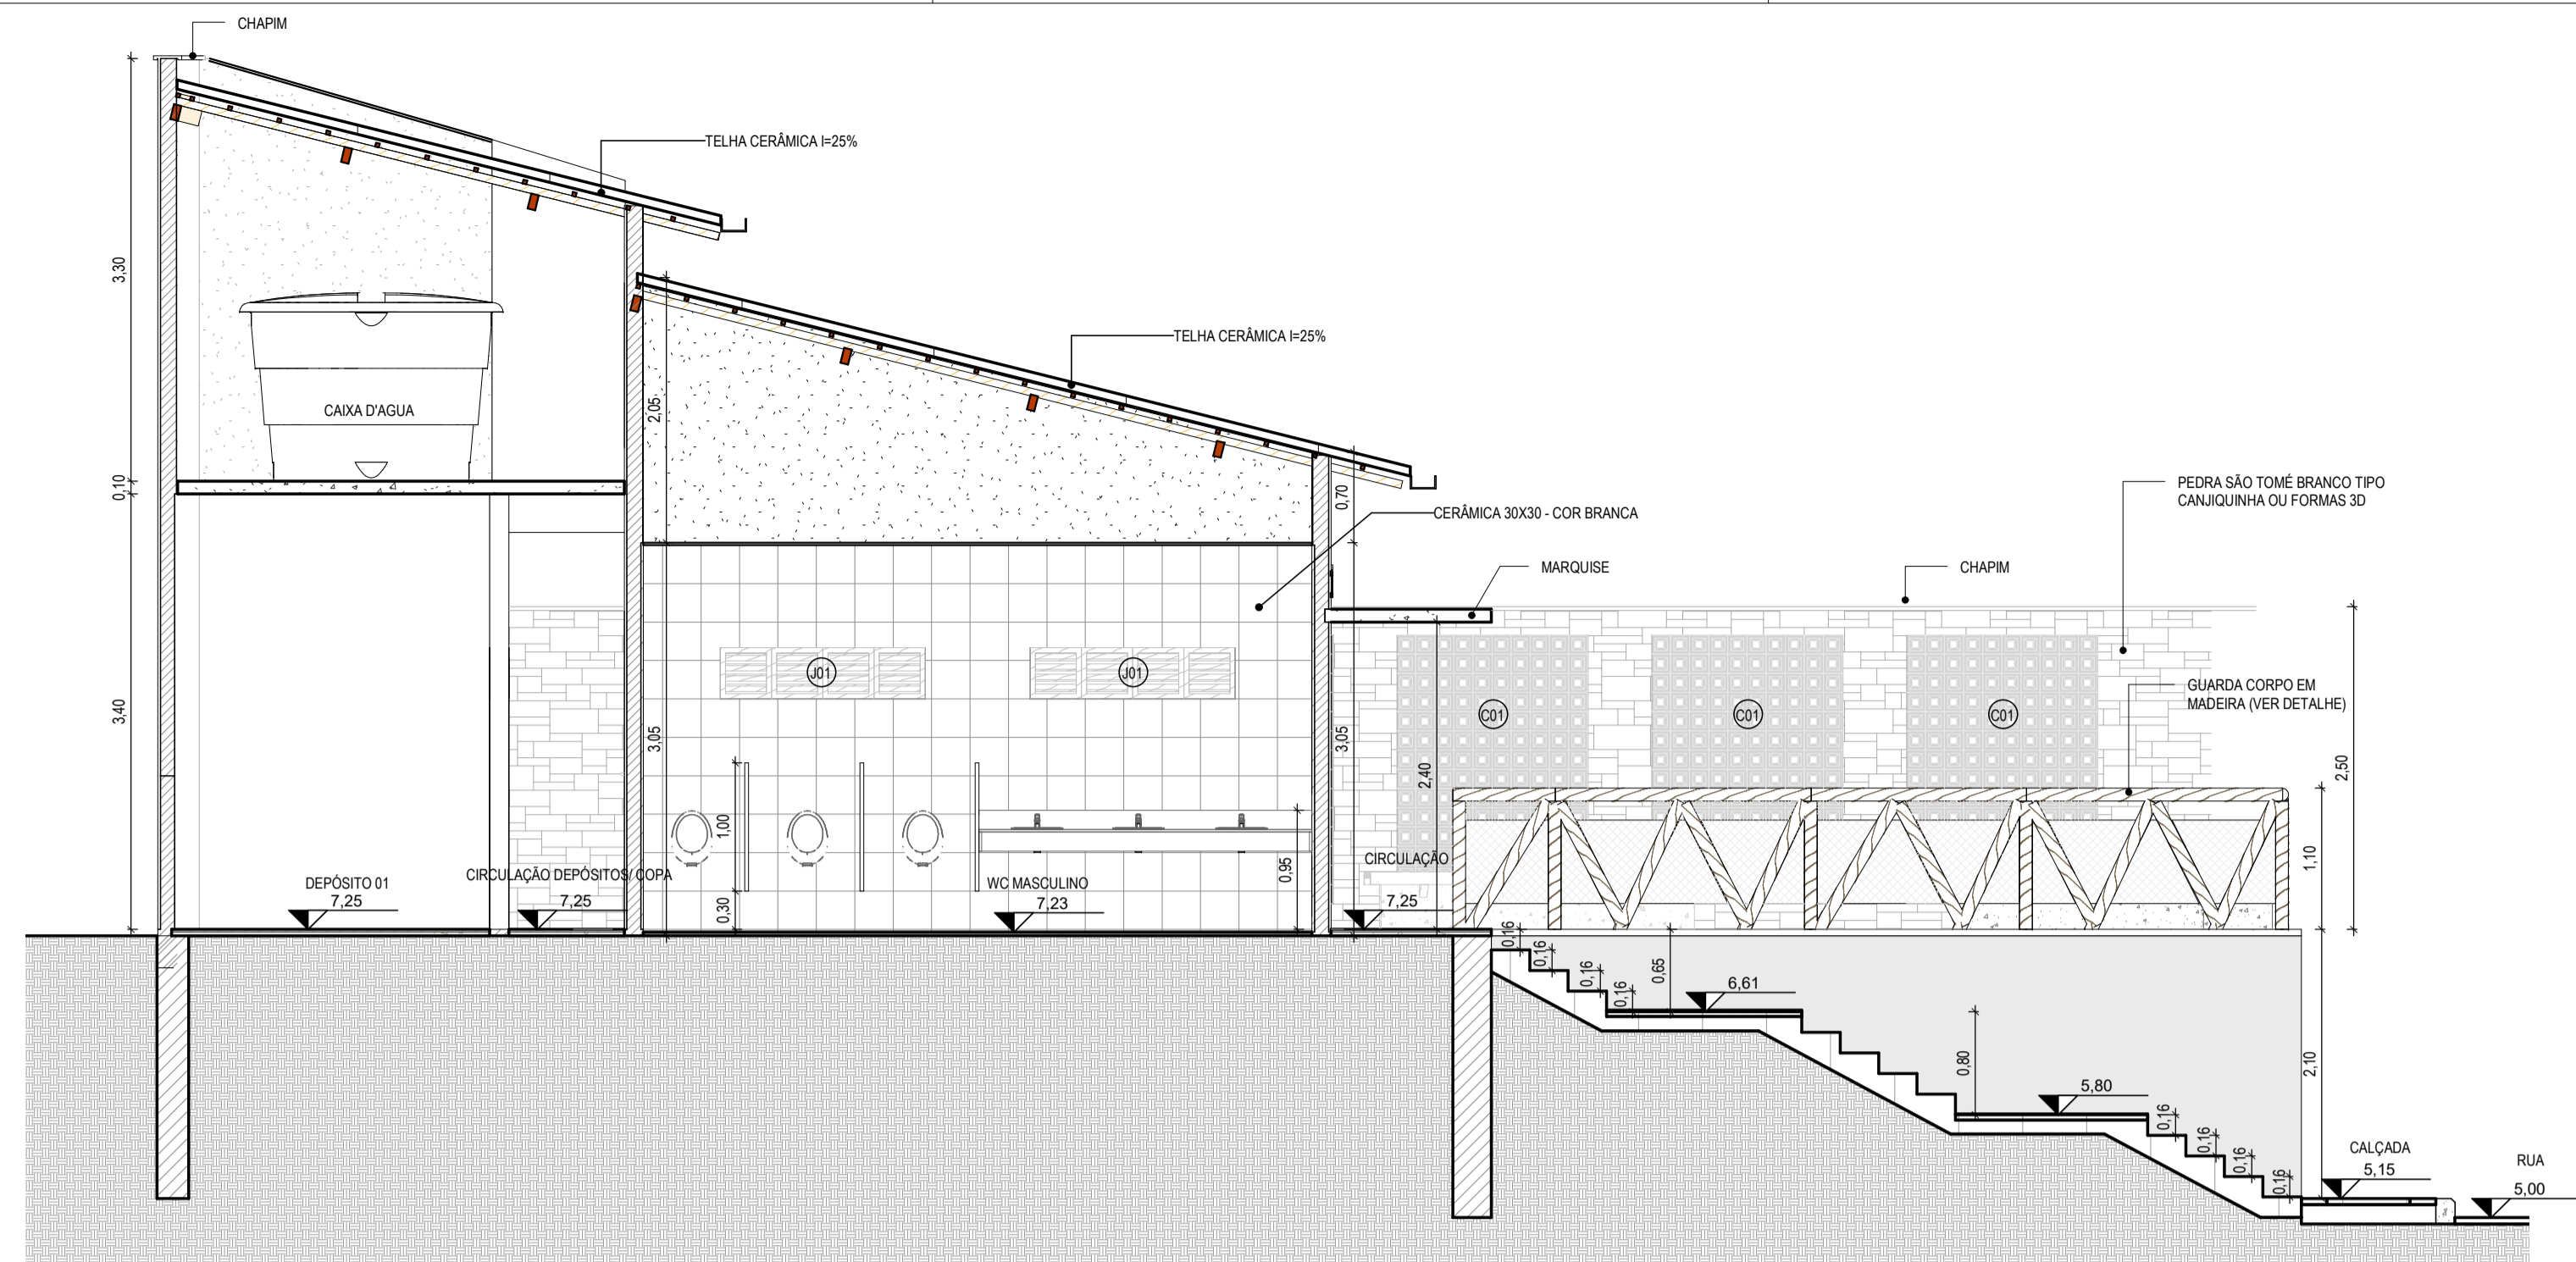 CHAPIM
TELHA CERÂMICA I=25%
3,30
TELHA CERÂMICA I=25%
CAIXA D'AGUA
2,05
0,10
0,70
PEDRA SÃO TOMÉ BRANCO TIPO
CANJIQUINHA OU FORMAS 3D
CERÂMICA 30X30 - COR BRANCA
MARQUISE
CHAPIM
J01
J01
GUARDA CORPO EM
MADEIRA (VER DETALHE)
C01
C01
C01
3,40
3,05
3,05
2,40
2,50
1,00
0,95
1,10
CIRCULAÇÃO
CIRCULAÇÃO DEPÓSITOS/ COPA
DEPÓSITO 01
WC MASCULINO
7,25
7,25
0,30
7,23
7,25
0,16
0,16
0,16
0,16
0,65
6,61
0,80
2,10
5,80
0,16
0,16
0,16
0,16
CALÇADA
5,15
RUA
5,00